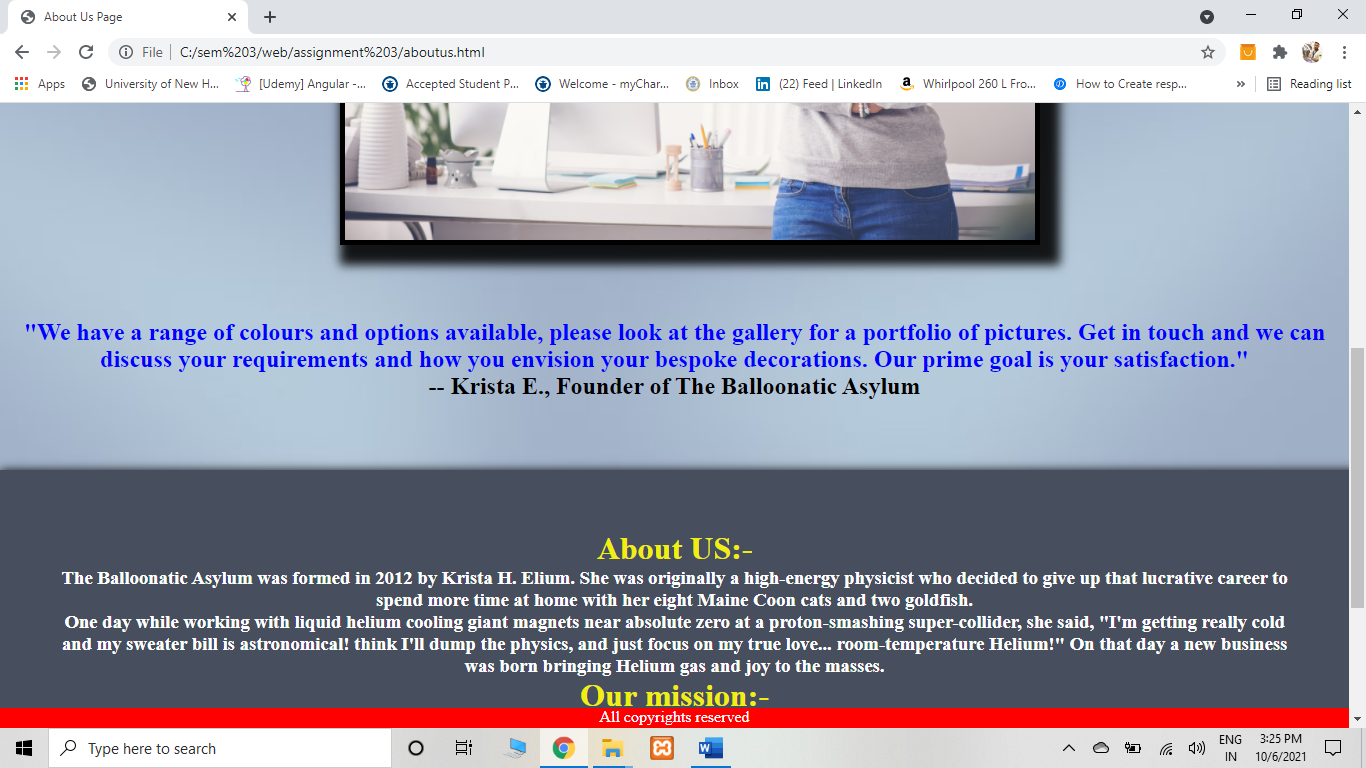 About Us Page
File
C:/sem%203/web/assignment%203/aboutus.html
Apps
University of New H...
[Udemy] Angular -...
Accepted Student P...
Welcome - myChar...
Inbox
(22) Feed | LinkedIn
Whirlpool 260 L Fro...
How to Create resp...
»
Reading list
"We have a range of colours and options available, please look at the gallery for a portfolio of pictures. Get in touch and we can
discuss your requirements and how you envision your bespoke decorations. Our prime goal is your satisfaction."
-- Krista E., Founder of The Balloonatic Asylum
About US:-
The Balloonatic Asylum was formed in 2012 by Krista H. Elium. She was originally a high-energy physicist who decided to give up that lucrative career to
spend more time at home with her eight Maine Coon cats and two goldfish.
One day while working with liquid helium cooling giant magnets near absolute zero at a proton-smashing super-collider, she said, "I'm getting really cold
and my sweater bill is astronomical! think I'll dump the physics, and just focus on my true love... room-temperature Helium!" On that day a new business
was born bringing Helium gas and joy to the masses.
Our mission:-
All copyrights reserved
Type here to search
ENG
IN
3:25 PM
10/6/2021